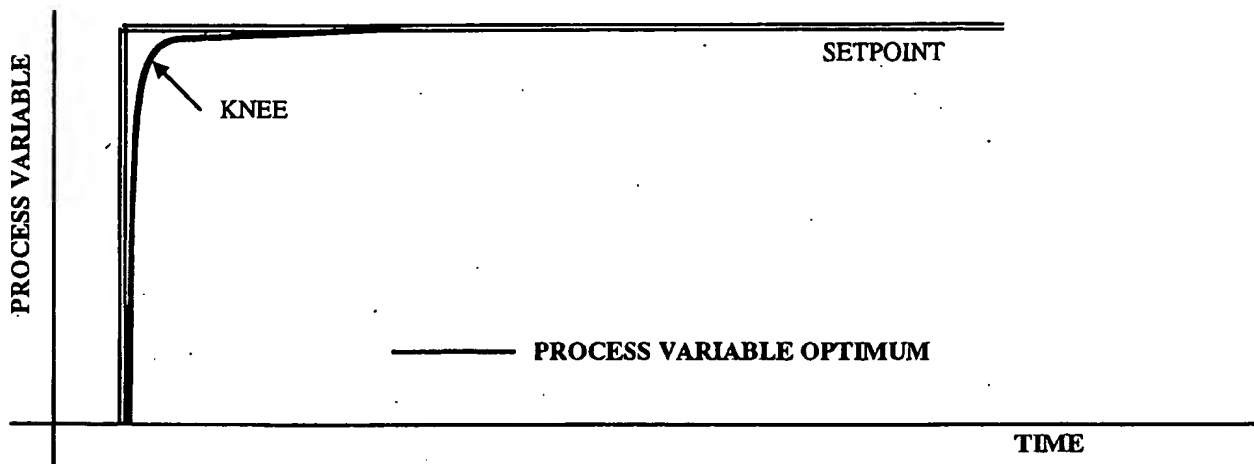 PROCESS VARIABLE
SETPOINT
KNEE
PROCESS VARIABLE OPTIMUM
TIME